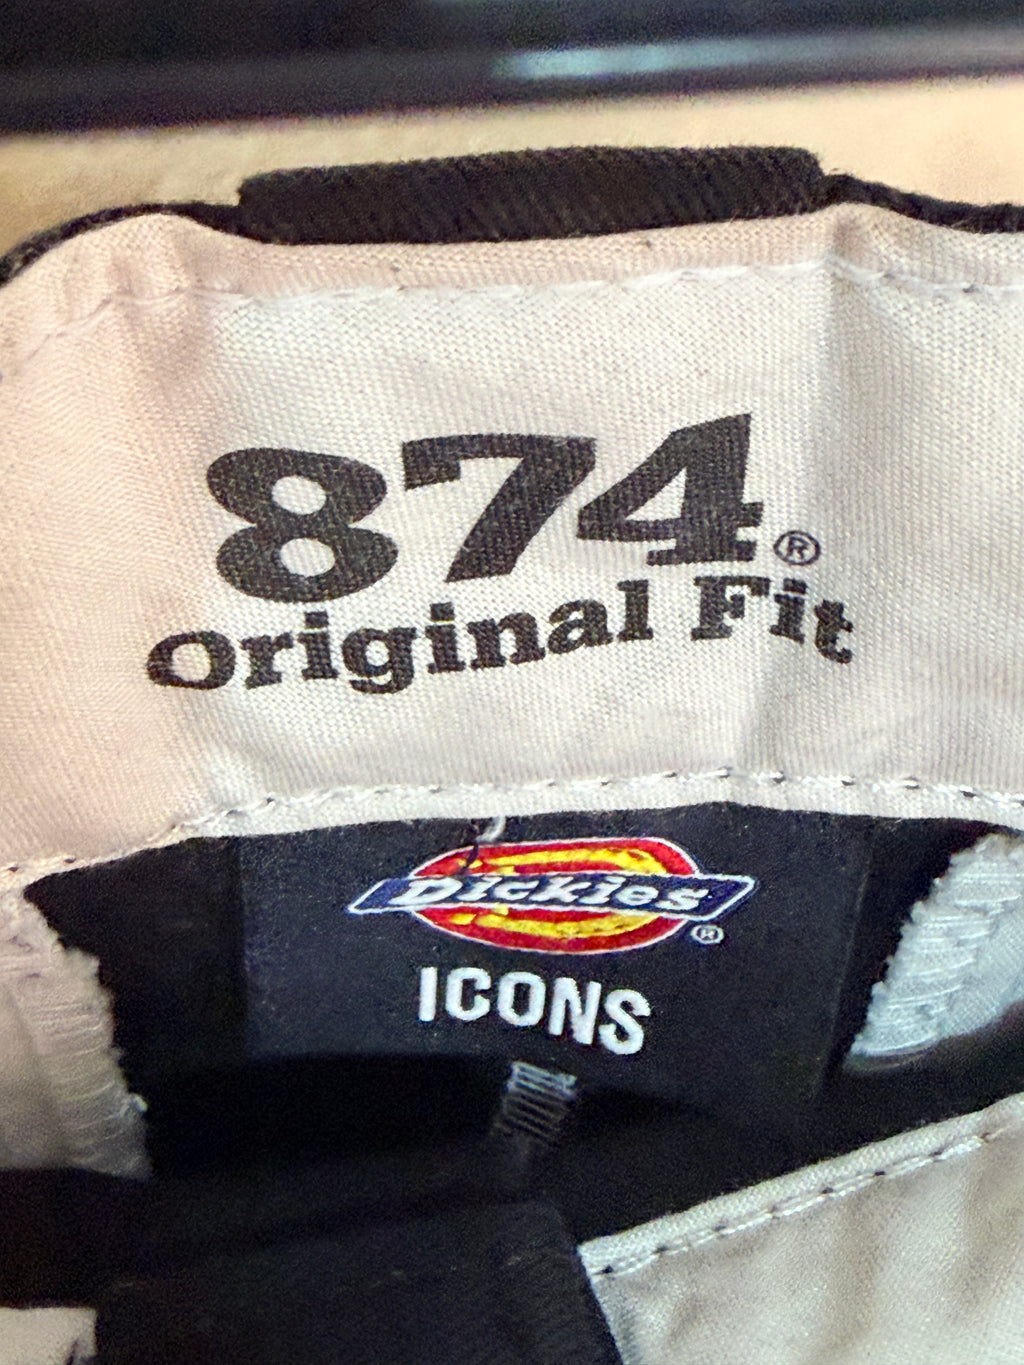 874®
Original Fit
Dickies®
ICONS